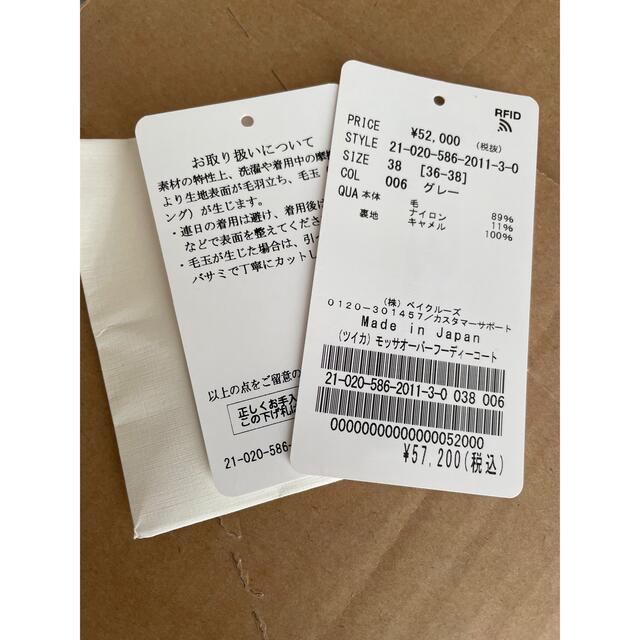 お取り扱いについて
素材の特性上、洗濯や着用中の摩
より生地表面が毛羽立ち、毛玉
ング)が生じます。
・連日の着用は避け、着用後
などで表面を整えてくださ
・毛玉が生じた場合は、引っ
バサミで丁寧にカットし
以上の点をご留意の
正しくお手入
この下げ札
21-020-586-
RFID
PRICE ¥52,000 (税抜)
STYLE 21-020-586-2011-3-0
SIZE 38 [36-38]
COL 006 グレー
QUA 本体 毛 89%
ナイロン 11%
裏地 キャメル 100%
(株) ベイクルーズ
0120-301457/カスタマーサポート
Made in Japan
(ツイカ) モッサオーバーフーディーコート
21-020-586-2011-3-0 038 006
0000000000000052000
¥57,200(税込)